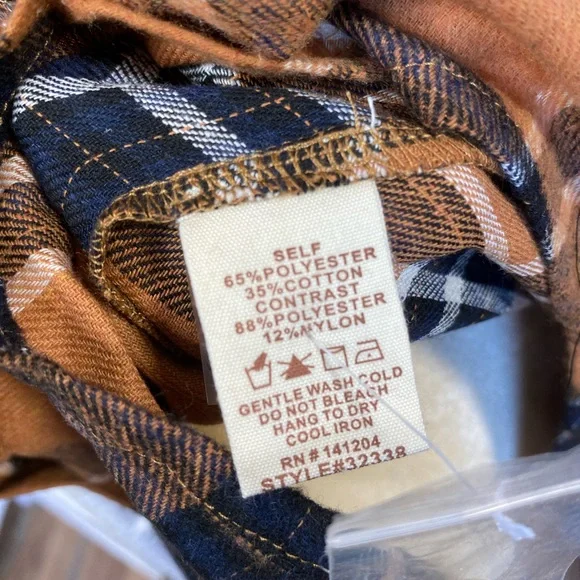 SELF
65%POLYESTER
35%COTTON
CONTRAST
88%POLYESTER
12%NYLON
GENTLE WASH COLD
DO NOT BLEACH
HANG TO DRY
COOL IRON
RN#141204
STYLE#32338